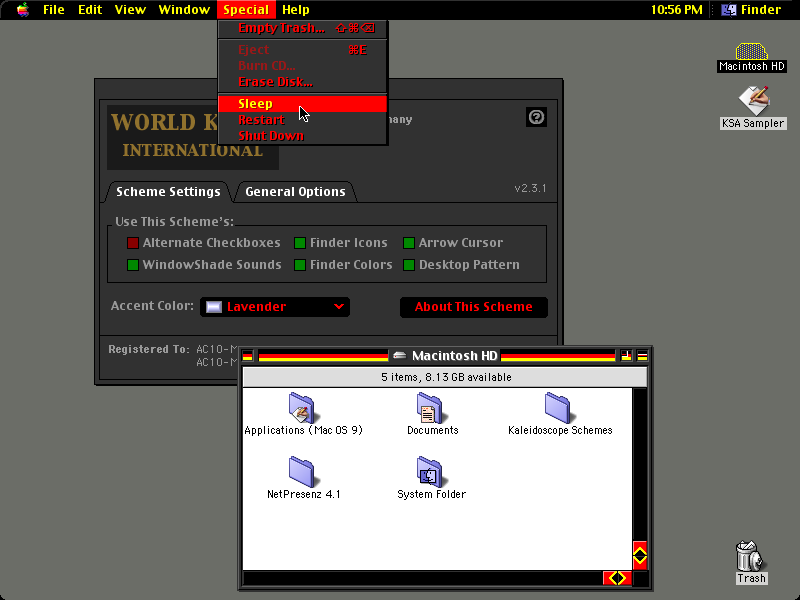 File Edit View Window Special Help 10:56 PM Finder
Empty Trash... ⇧⌘⌫
Eject ⌘E
Burn CD...
Erase Disk...
Sleep
Restart
Shut Down
Macintosh HD
KSA Sampler
WORLD K
INTERNATIONAL
many
?
Scheme Settings General Options v2.3.1
Use This Scheme's:
Alternate Checkboxes Finder Icons Arrow Cursor
WindowShade Sounds Finder Colors Desktop Pattern
Accent Color: Lavender About This Scheme
Registered To: AC10-M
AC10-M
Macintosh HD
5 items, 8.13 GB available
Applications (Mac OS 9) Documents Kaleidoscope Schemes
NetPresenz 4.1 System Folder
Trash